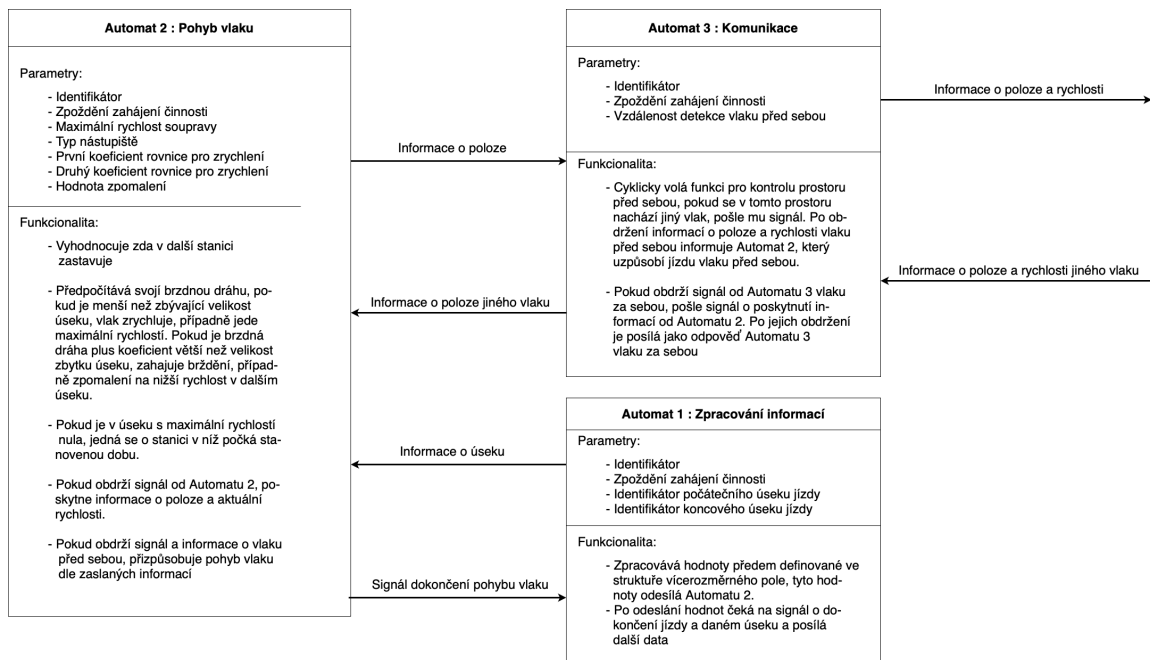 Automat 2 : Pohyb vlaku
Parametry:
- Identifikátor
- Zpoždění zahájení činnosti
- Maximální rychlost soupravy
- Typ nástupiště
- První koeficient rovnice pro zrychlení
- Druhý koeficient rovnice pro zrychlení
- Hodnota zpomalení
Funkcionalita:
- Vyhodnocuje zda v další stanici
zastavuje
- Předpočítává svojí brzdnou dráhu, po-
kud je menší než zbývající velikost
úseku, vlak zrychluje, případně jede
maximální rychlostí. Pokud je brzdná
dráha plus koeficient větší než velikost
zbytku úseku, zahajuje brždění, případ-
ně zpomalení na nižší rychlost v dalším
úseku.
- Pokud je v úseku s maximální rychlostí
nula, jedná se o stanici v níž počká sta-
novenou dobu.
- Pokud obdrží signál od Automatu 2, po-
skytne informace o poloze a aktuální
rychlosti.
- Pokud obdrží signál a informace o vlaku
před sebou, přizpůsobuje pohyb vlaku
dle zaslaných informací
Informace o poloze
Informace o poloze jiného vlaku
Informace o úseku
Signál dokončení pohybu vlaku
Automat 3 : Komunikace
Parametry:
- Identifikátor
- Zpoždění zahájení činnosti
- Vzdálenost detekce vlaku před sebou
Funkcionalita:
- Cyklicky volá funkci pro kontrolu prostoru
před sebou, pokud se v tomto prostoru
nachází jiný vlak, pošle mu signál. Po ob-
držení informací o poloze a rychlosti vlaku
před sebou informuje Automat 2, který
uzpůsobí jízdu vlaku před sebou.
- Pokud obdrží signál od Automatu 3 vlaku
za sebou, pošle signál o poskytnutí in-
formací od Automatu 2. Po jejich obdržení
je posílá jako odpověď Automatu 3
vlaku za sebou
Informace o poloze a rychlosti
Informace o poloze a rychlosti jiného vlaku
Automat 1 : Zpracování informací
Parametry:
- Identifikátor
- Zpoždění zahájení činnosti
- Identifikátor počátečního úseku jízdy
- Identifikátor koncového úseku jízdy
Funkcionalita:
- Zpracovává hodnoty předem definované ve
struktuře vícerozměrného pole, tyto hod-
noty odesílá Automatu 2.
- Po odeslání hodnot čeká na signál o do-
končení jízdy a daném úseku a posílá
další data